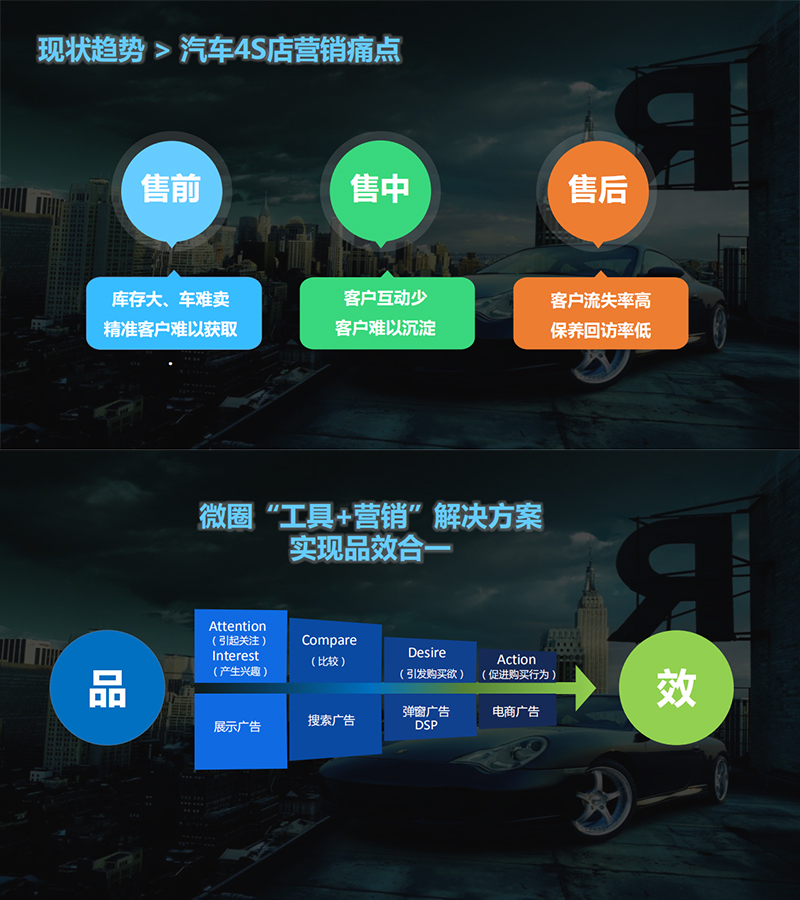 现状趋势 > 汽车4S店营销痛点
售前
售中
售后
库存大、车难卖
精准客户难以获取
客户互动少
客户难以沉淀
客户流失率高
保养回访率低
微圈“工具+营销”解决方案
实现品效合一
品
Attention
（引起关注）
Interest
（产生兴趣）
Compare
（比较）
Desire
（引发购买欲）
Action
（促进购买行为）
展示广告
搜索广告
弹窗广告
DSP
电商广告
效